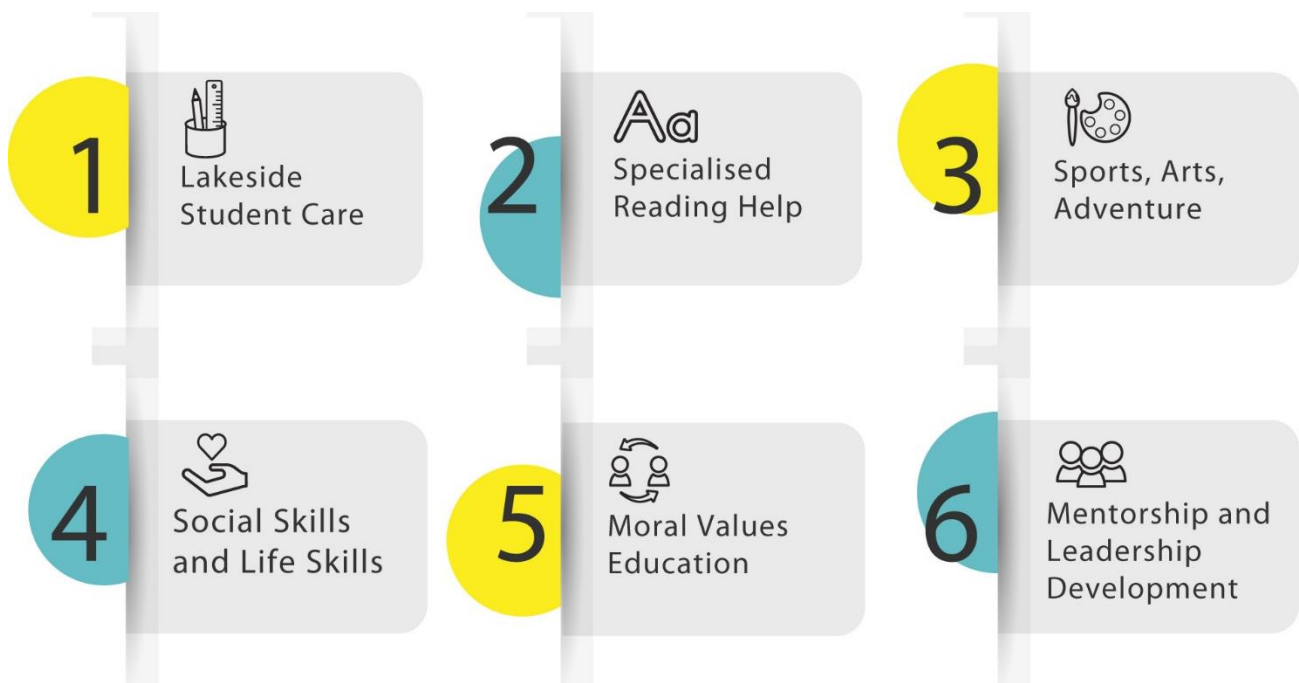 1
Lakeside
Student Care
2
Aa
Specialised
Reading Help
3
Sports, Arts,
Adventure
4
Social Skills
and Life Skills
5
Moral Values
Education
6
Mentorship and
Leadership
Development